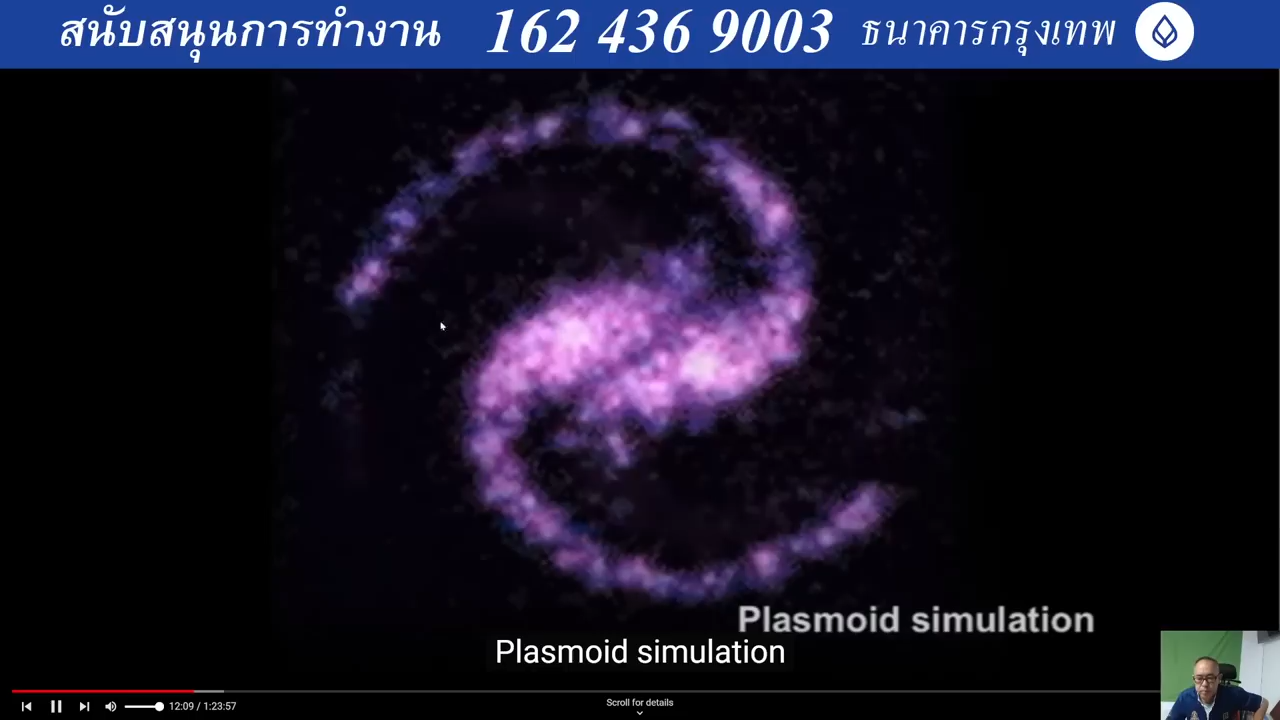 สนับสนุนการทำงาน 162 436 9003 ธนาคารกรุงเทพ
Plasmoid simulation
Plasmoid simulation
12:09 / 1:23:57
Scroll for details